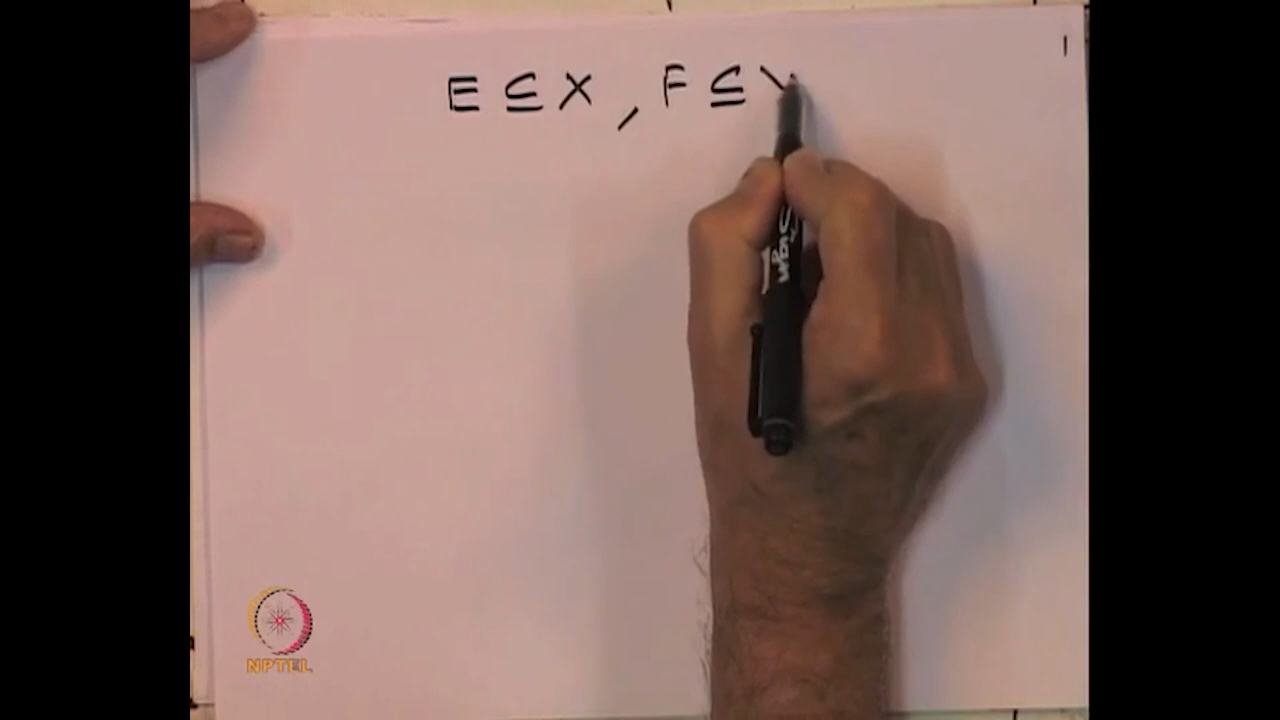 1
E ⊆ X , F ⊆ Y
NPTEL